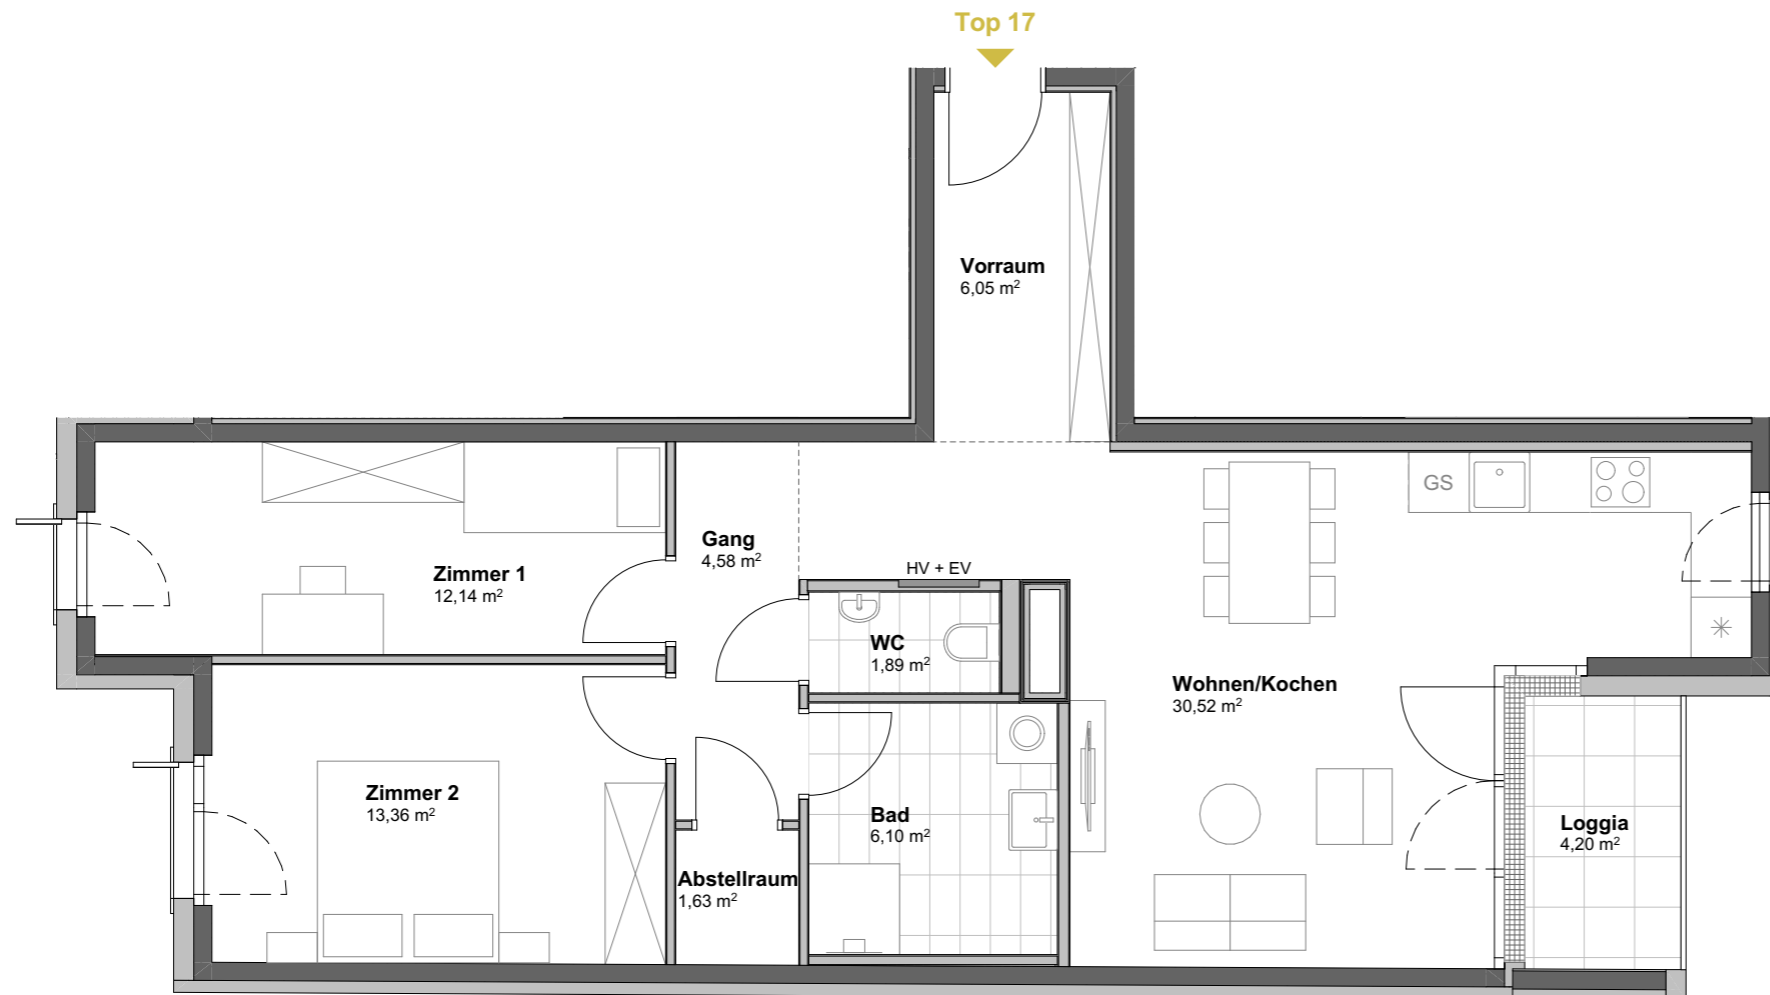 Top 17
Vorraum
6,05 m²
GS
Gang
4,58 m²
HV + EV
Zimmer 1
12,14 m²
WC
1,89 m²
Wohnen/Kochen
30,52 m²
Zimmer 2
13,36 m²
Bad
6,10 m²
Loggia
4,20 m²
Abstellraum
1,63 m²